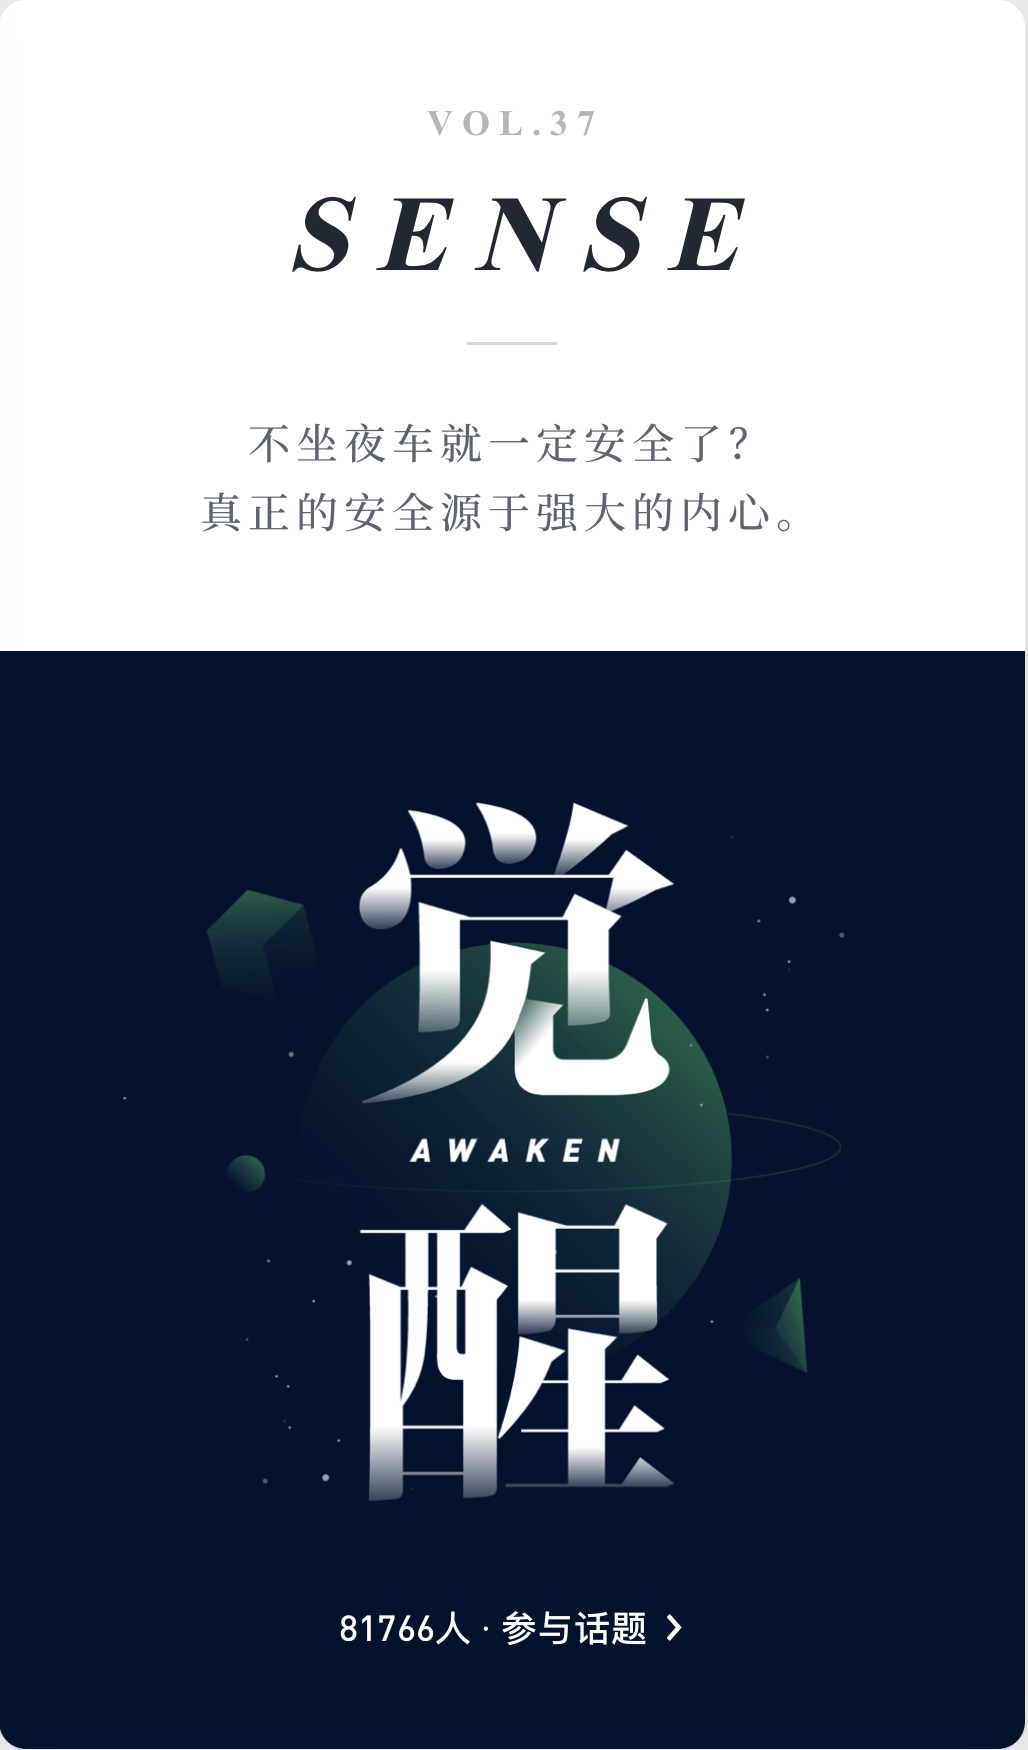 VOL.37
SENSE
不坐夜车就一定安全了？
真正的安全源于强大的内心。
觉
AWAKEN
醒
81766人 · 参与话题 >